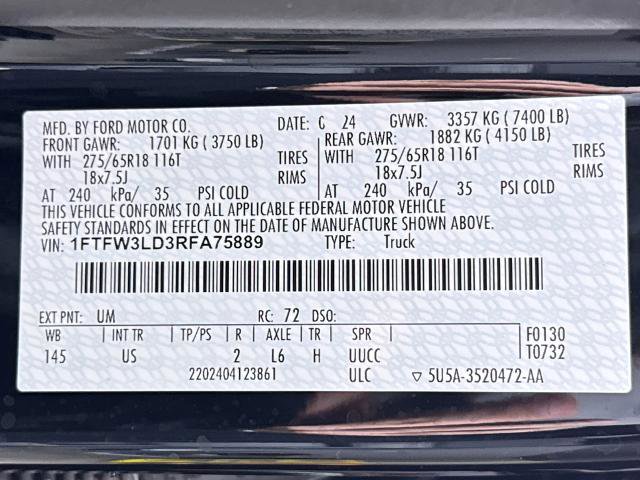 MFD. BY FORD MOTOR CO. DATE: C 24 GVWR: 3357 KG ( 7400 LB)
FRONT GAWR: 1701 KG ( 3750 LB) REAR GAWR: 1882 KG ( 4150 LB)
WITH 275/65R18 116T TIRES WITH 275/65R18 116T TIRES
18x7.5J RIMS 18x7.5J RIMS
AT 240 kPa/ 35 PSI COLD AT 240 kPa/ 35 PSI COLD
THIS VEHICLE CONFORMS TO ALL APPLICABLE FEDERAL MOTOR VEHICLE
SAFETY STANDARDS IN EFFECT ON THE DATE OF MANUFACTURE SHOWN ABOVE.
VIN: 1FTFW3LD3RFA75889 TYPE: Truck
EXT PNT: UM RC: 72 DSO:
WB INT TR TP/PS R AXLE TR SPR F0130
145 US 2 L6 H UUCC T0732
2202404123861 ULC ▽ 5U5A-3520472-AA